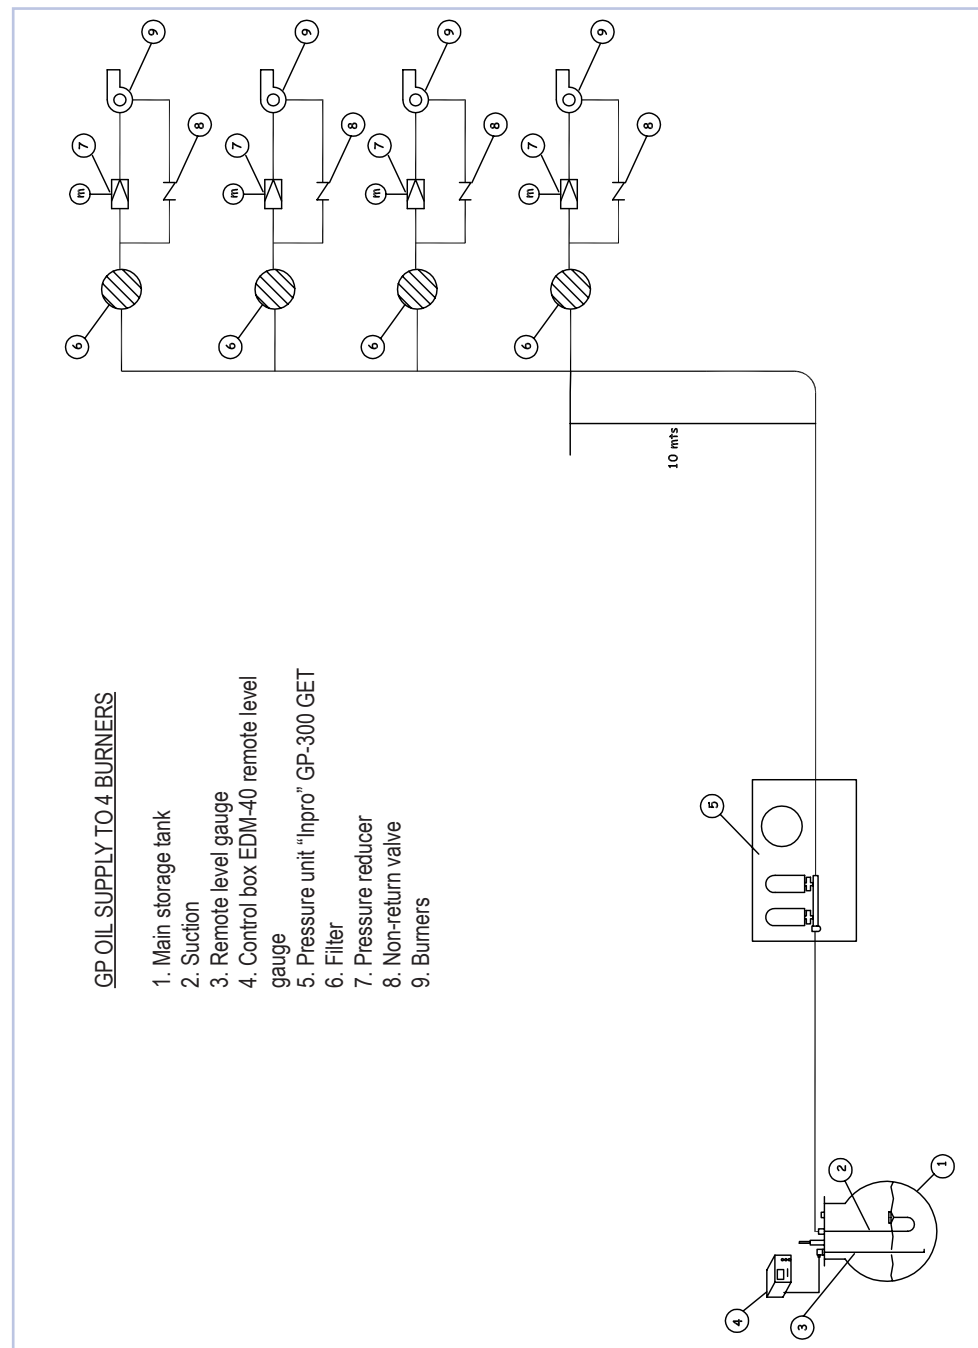 GP OIL SUPPLY TO 4 BURNERS
1. Main storage tank
2. Suction
3. Remote level gauge
4. Control box EDM-40 remote level
gauge
5. Pressure unit “Inpro” GP-300 GET
6. Filter
7. Pressure reducer
8. Non-return valve
9. Burners
9
9
9
9
7
8
7
8
7
8
7
8
m
m
m
m
6
6
6
6
10 mts
5
2
1
4
3